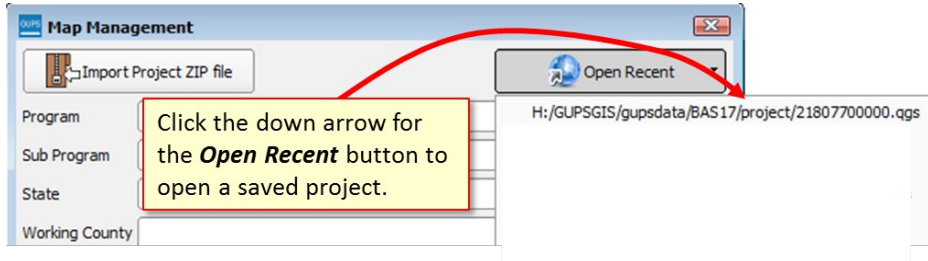 GUPS Map Management
Import Project ZIP file
Open Recent
H:/GUPSGIS/gupsdata/BAS17/project/21807700000.qgs
Program
Sub Program
State
Working County
Click the down arrow for
the Open Recent button to
open a saved project.